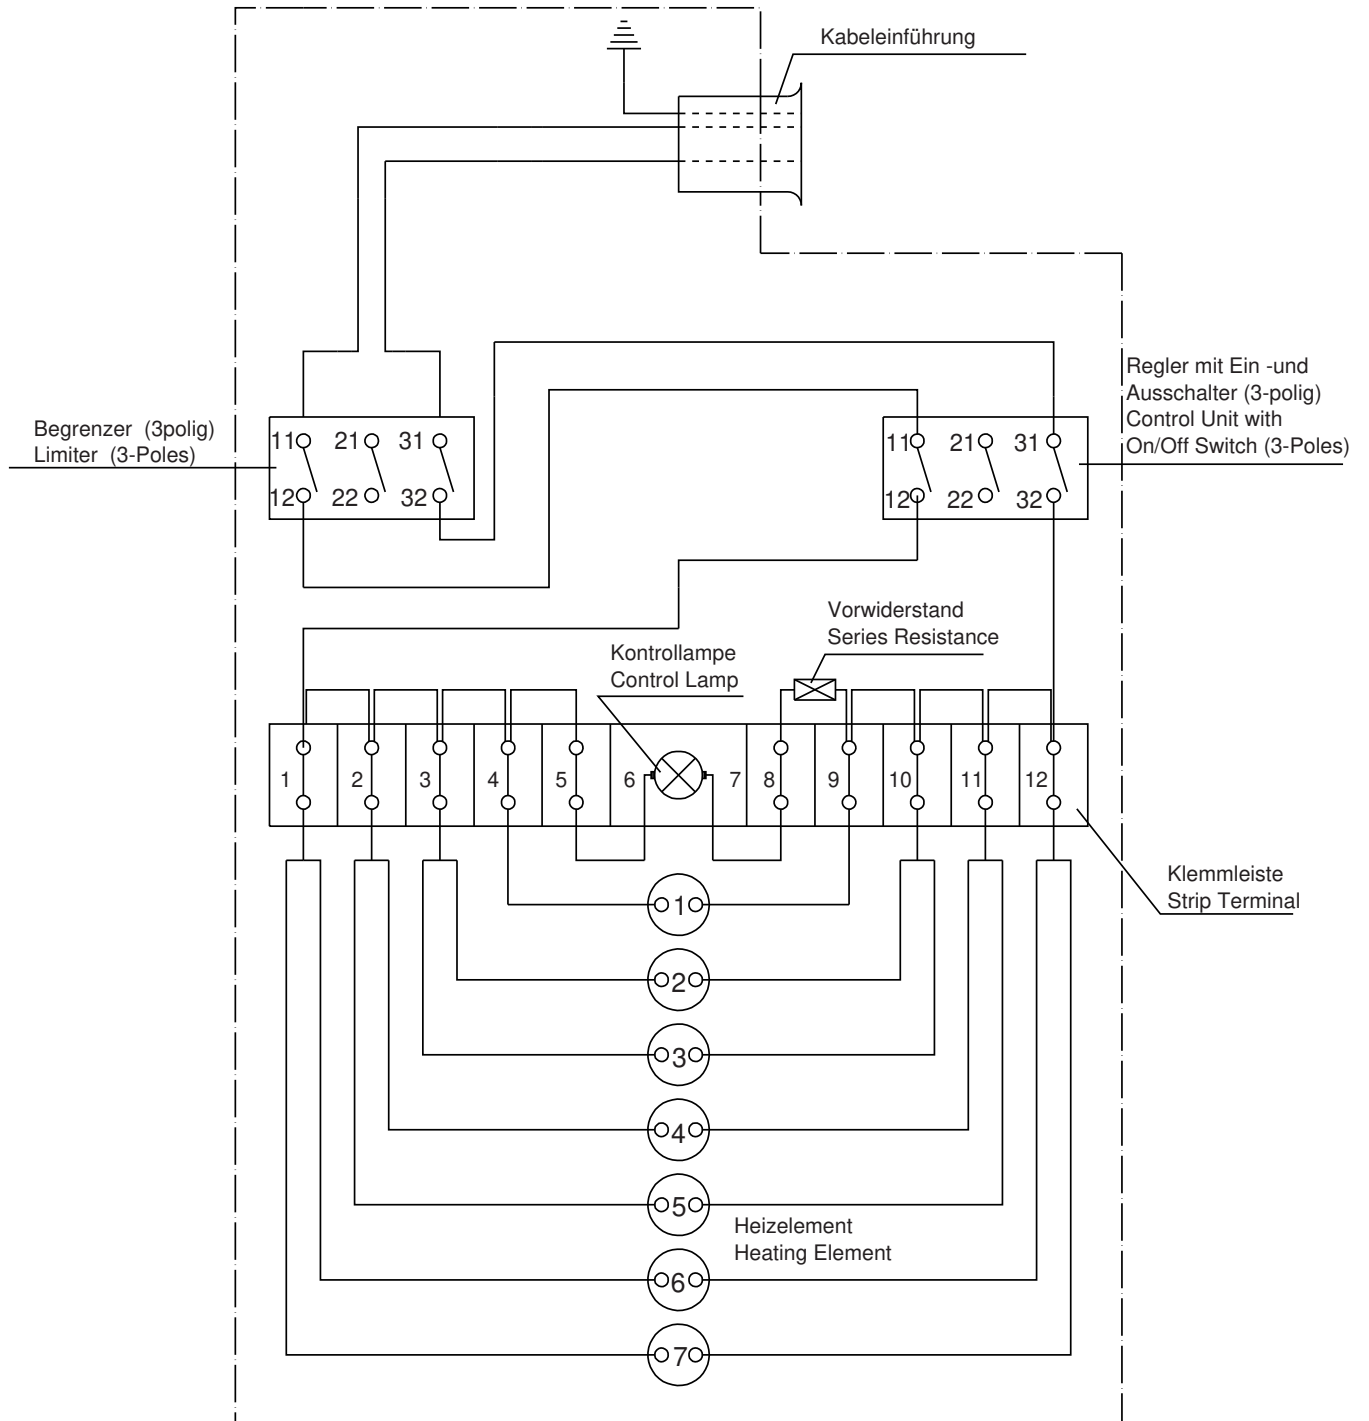 Kabeleinführung
Regler mit Ein -und
Ausschalter (3-polig)
Control Unit with
On/Off Switch (3-Poles)
Begrenzer (3polig)
Limiter (3-Poles)
11 21 31
12 22 32
11 21 31
12 22 32
Vorwiderstand
Series Resistance
Kontrollampe
Control Lamp
1 2 3 4 5 6 7 8 9 10 11 12
Klemmleiste
Strip Terminal
1
2
3
4
5
Heizelement
Heating Element
6
7